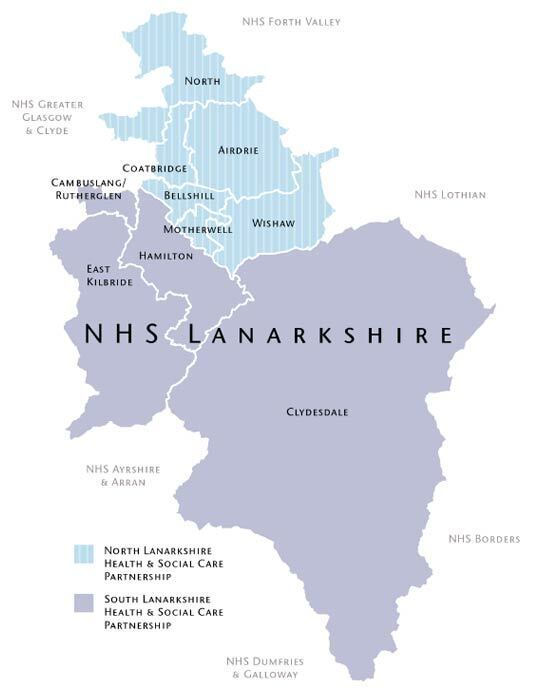 NHS FORTH VALLEY
NORTH
NHS GREATER
GLASGOW
& CLYDE
AIRDRIE
COATBRIDGE
CAMBUSLANG/
RUTHERGLEN
BELLSHILL
NHS LOTHIAN
WISHAW
MOTHERWELL
HAMILTON
EAST
KILBRIDE
NHS LANARKSHIRE
CLYDESDALE
NHS AYRSHIRE
& ARRAN
NHS BORDERS
NORTH LANARKSHIRE
HEALTH & SOCIAL CARE
PARTNERSHIP
SOUTH LANARKSHIRE
HEALTH & SOCIAL CARE
PARTNERSHIP
NHS DUMFRIES
& GALLOWAY